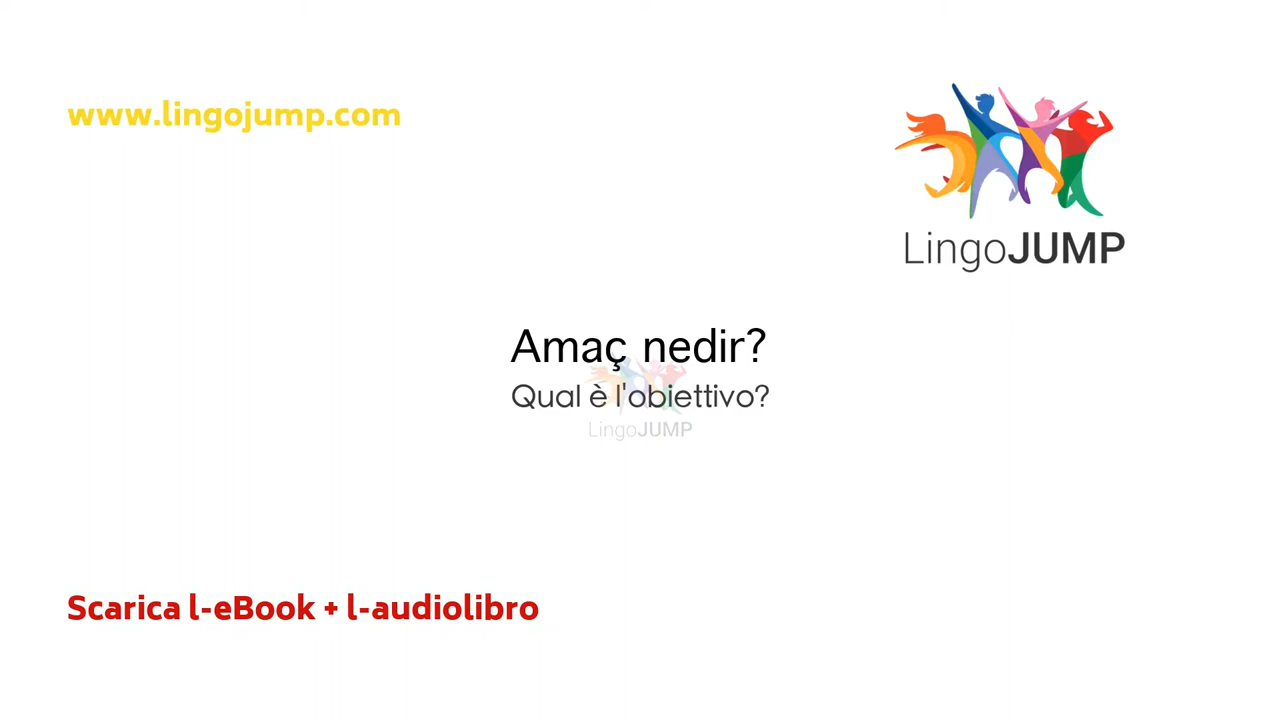 www.lingojump.com
LingoJUMP
Amaç nedir?
Qual è l'obiettivo?
LingoJUMP
Scarica l-eBook + l-audiolibro